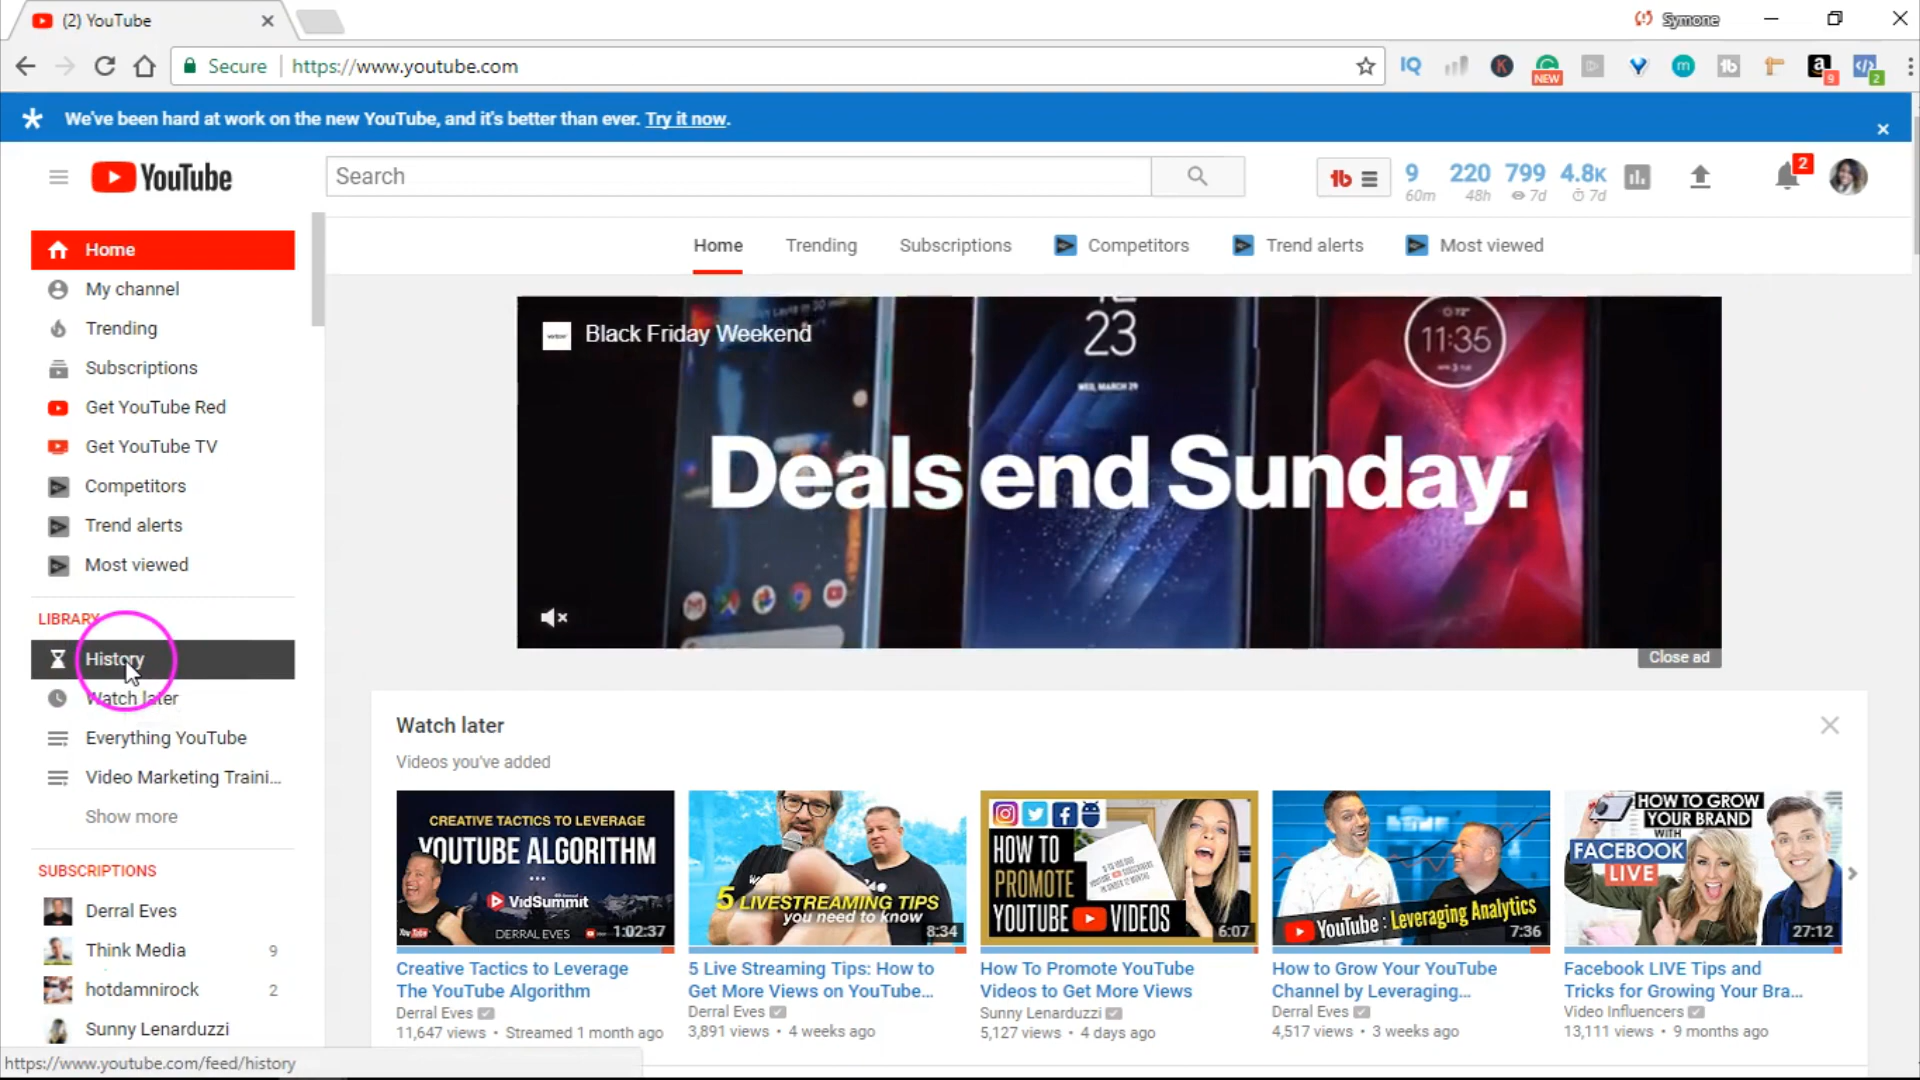 (2) YouTube
Symone
Secure
https://www.youtube.com
IQ
K
NEW
m
tb
a
9
2
We've been hard at work on the new YouTube, and it's better than ever. Try it now.
YouTube
Search
tb
9
60m
220
48h
799
7d
4.8K
7d
2
Home
My channel
Trending
Subscriptions
Get YouTube Red
Get YouTube TV
Competitors
Trend alerts
Most viewed
LIBRARY
History
Watch later
Everything YouTube
Video Marketing Traini...
Show more
SUBSCRIPTIONS
Derral Eves
Think Media 9
hotdamnirock 2
Sunny Lenarduzzi
https://www.youtube.com/feed/history
Home
Trending
Subscriptions
Competitors
Trend alerts
Most viewed
Black Friday Weekend
23
WED, MARCH 29
11:35
Deals end Sunday.
Close ad
Watch later
Videos you've added
CREATIVE TACTICS TO LEVERAGE
YOUTUBE ALGORITHM
VIDSUMMIT
DERRAL EVES
1:02:37
Creative Tactics to Leverage
The YouTube Algorithm
Derral Eves
11,647 views • Streamed 1 month ago
5 LIVESTREAMING TIPS
you need to know
8:34
5 Live Streaming Tips: How to
Get More Views on YouTube...
Derral Eves
3,891 views • 4 weeks ago
HOW TO
PROMOTE
YOUTUBE VIDEOS
6:07
How To Promote YouTube
Videos to Get More Views
Sunny Lenarduzzi
5,127 views • 4 days ago
YouTube : Leveraging Analytics
7:36
How to Grow Your YouTube
Channel by Leveraging...
Derral Eves
4,517 views • 3 weeks ago
HOW TO GROW
YOUR BRAND
WITH
FACEBOOK
LIVE
27:12
Facebook LIVE Tips and
Tricks for Growing Your Bra...
Video Influencers
13,111 views • 9 months ago